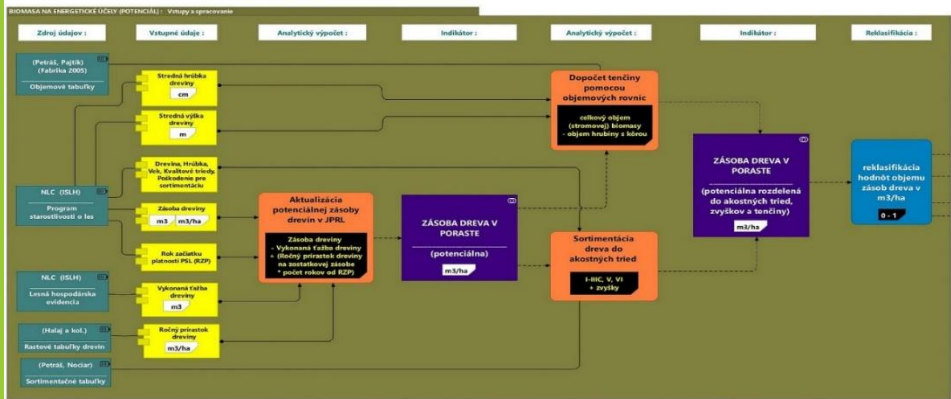 BIOMASA NA ENERGETICKÉ ÚČELY (POTENCIÁL) : Vstupy a spracovanie
Zdroj údajov :
Vstupné údaje :
Analytický výpočet :
Indikátor :
Analytický výpočet :
Indikátor :
Reklasifikácia :
(Petráš, Pajtík)
(Fabrika 2005)
Objemové tabuľky
NLC (ISLH)
Program
starostlivosti o les
NLC (ISLH)
Lesná hospodárska
evidencia
(Halaj a kol.)
Rastové tabuľky drevín
(Petráš, Nociar)
Sortimentačné tabuľky
Stredná hrúbka
dreviny
cm
Stredná výška
dreviny
m
Drevina, Hrúbka,
Vek, Kvalitové triedy,
Poškodenie pre
sortimentáciu
Zásoba dreviny
m3 m3/ha
Rok začiatku
platnosti PSL (RZP)
Vykonaná ťažba
dreviny
m3
Ročný prírastok
dreviny
m3/ha
Aktualizácia
potenciálnej zásoby
drevín v JPRL
Zásoba dreviny
- Vykonaná ťažba dreviny
+ (Ročný prírastok dreviny
na zostatkovej zásobe
* počet rokov od RZP)
ZÁSOBA DREVA V
PORASTE
(potenciálna)
m3/ha
Dopočet tenčiny
pomocou
objemových rovníc
celkový objem
(stromovej) biomasy
- objem hrubiny s kôrou
Sortimentácia
dreva do
akostných tried
I-IIIC, V, VI
+ zvyšky
ZÁSOBA DREVA V
PORASTE
(potenciálna rozdelená
do akostných tried,
zvyškov a tenčiny)
m3/ha
reklasifikácia
hodnôt objemu
zásob dreva v
m3/ha
0 - 1